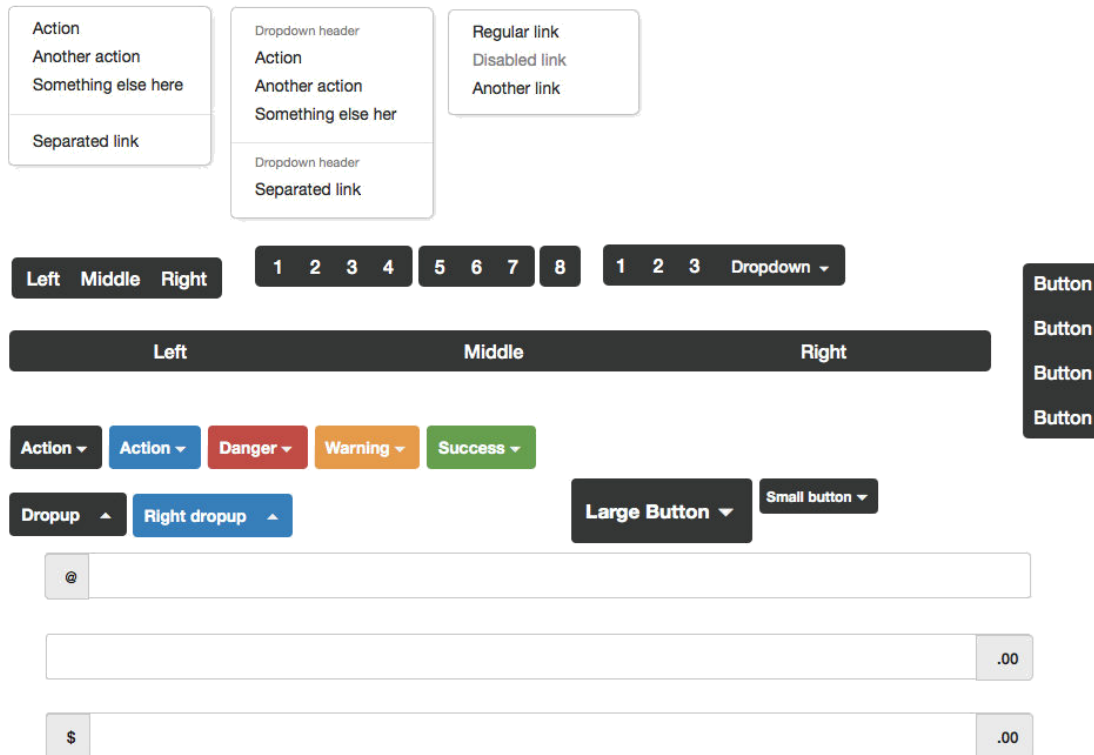 Action
Another action
Something else here
Separated link
Dropdown header
Action
Another action
Something else her
Dropdown header
Separated link
Regular link
Disabled link
Another link
Left Middle Right
1 2 3 4 5 6 7 8
1 2 3 Dropdown
Button
Button
Button
Button
Left Middle Right
Action Action Danger Warning Success
Dropup Right dropup
Large Button Small button
@
.00
$ .00